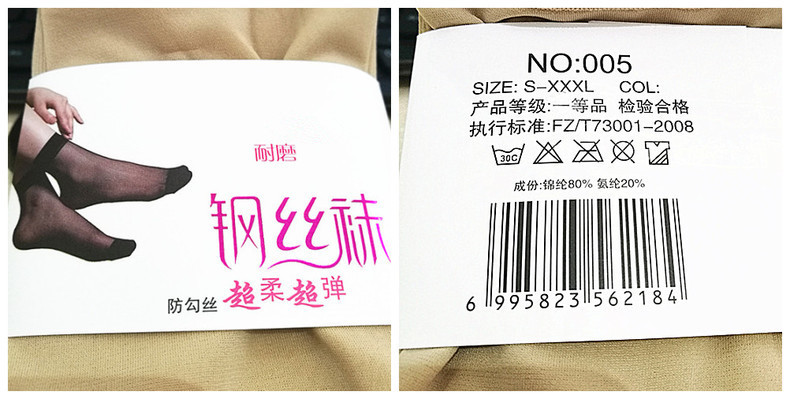 耐磨
钢丝袜
防勾丝 超柔超弹
NO:005
SIZE: S-XXXL COL:
产品等级:一等品 检验合格
执行标准:FZ/T73001-2008
30C
成份:锦纶80% 氨纶20%
6 995823 562184